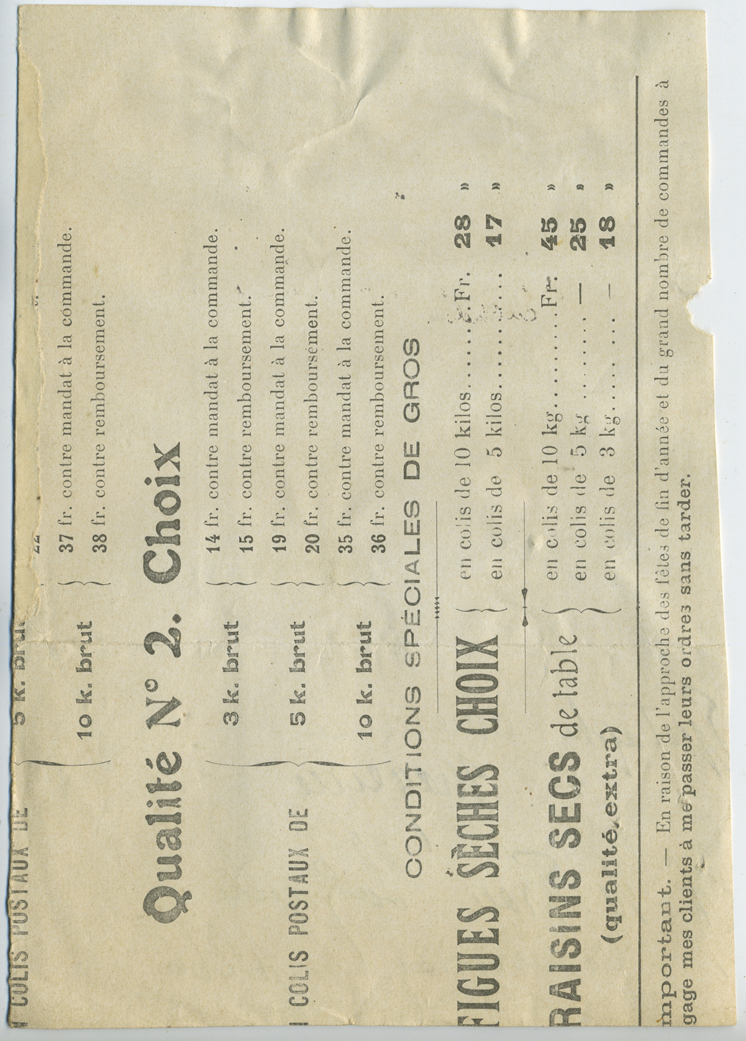 5 k. brut
COLIS POSTAUX DE
10 k. brut
37 fr. contre mandat à la commande.
38 fr. contre remboursement.
Qualité N° 2. Choix
COLIS POSTAUX DE
3 k. brut
14 fr. contre mandat à la commande.
15 fr. contre remboursement.
5 k. brut
19 fr. contre mandat à la commande.
20 fr. contre remboursement.
10 k. brut
35 fr. contre mandat à la commande.
36 fr. contre remboursement.
CONDITIONS SPÉCIALES DE GROS
FIGUES SÈCHES CHOIX
en colis de 10 kilos.......Fr. 28 »
en colis de 5 kilos.......... 17 »
RAISINS SECS de table
(qualité extra)
en colis de 10 kg..........Fr. 45 »
en colis de 5 kg ........ — 25 »
en colis de 3 kg........ — 18 »
mportant. — En raison de l'approche des fêtes de fin d'année et du grand nombre de commandes à
gage mes clients à me passer leurs ordres sans tarder.